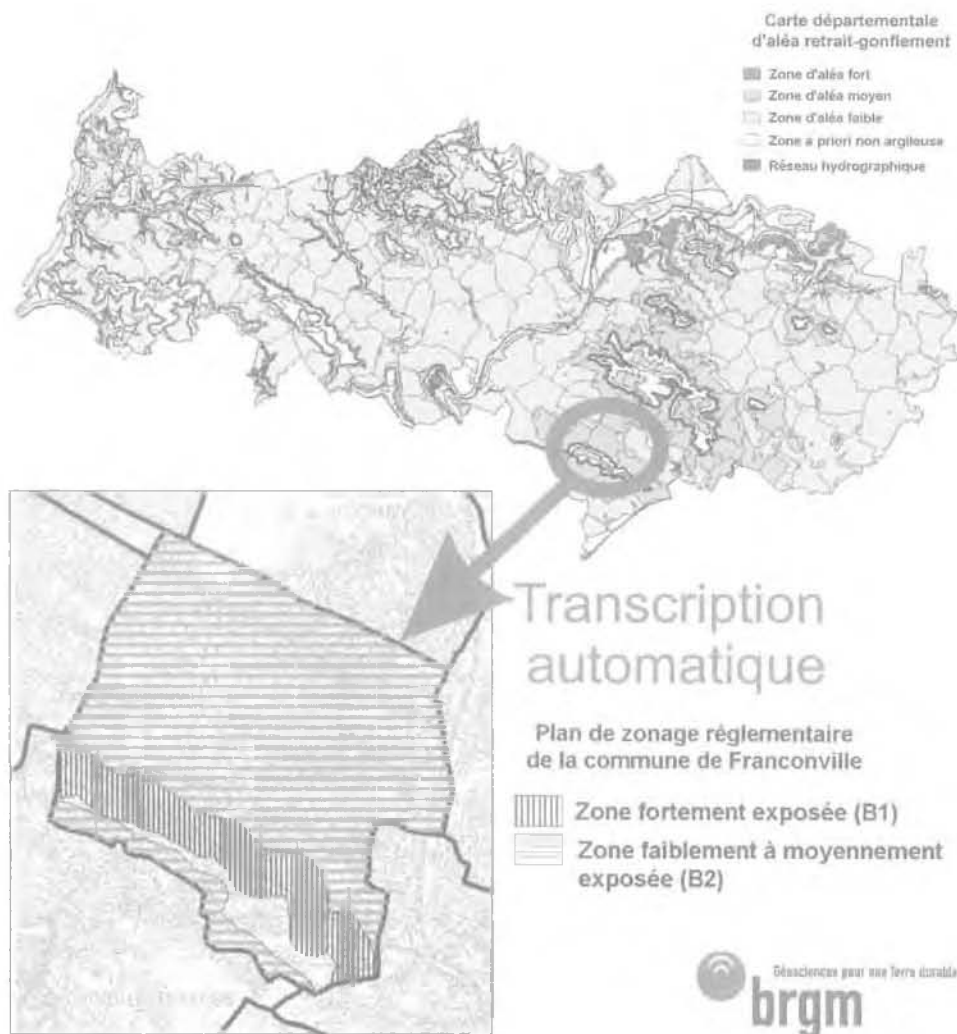 Carte départementale
d'aléa retrait-gonflement
Zone d'aléa fort
Zone d'aléa moyen
Zone d'aléa faible
Zone a priori non argileuse
Réseau hydrographique
Transcription
automatique
Plan de zonage réglementaire
de la commune de Franconville
Zone fortement exposée (B1)
Zone faiblement à moyennement
exposée (B2)
Géosciences pour une Terre durable
brgm